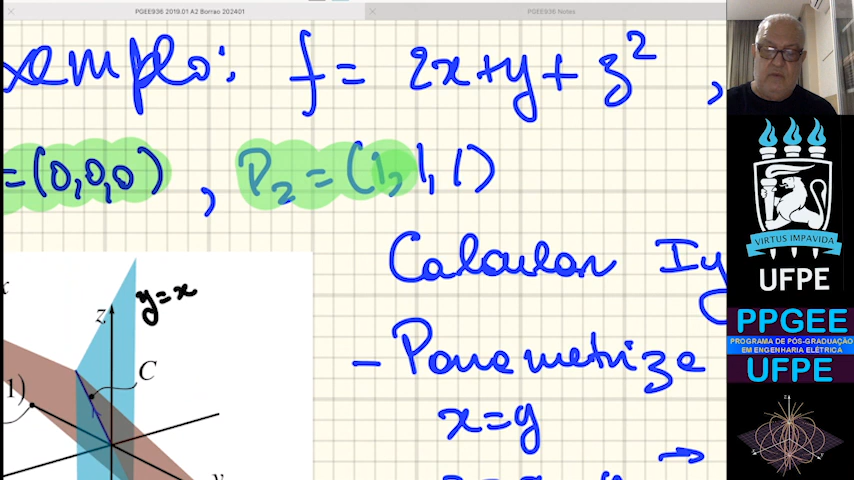 PGEE936 2019.01 A2 Borrao 202401
PGEE936 Notes
xemplo: f = 2x+y+z²,
=(0,0,0), P₂=(1,1,1)
Calcular
- Parametrize
x=y
→
y=x
z
C
1)
x
y
VIRTUS IMPAVIDA
UFPE
PPGEE
PROGRAMA DE PÓS-GRADUAÇÃO
EM ENGENHARIA ELÉTRICA
UFPE